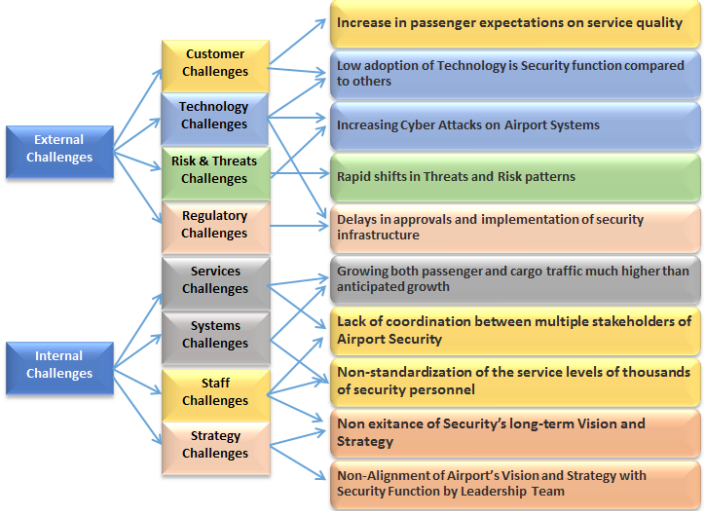 External
Challenges
Internal
Challenges
Customer
Challenges
Technology
Challenges
Risk & Threats
Challenges
Regulatory
Challenges
Services
Challenges
Systems
Challenges
Staff
Challenges
Strategy
Challenges
Increase in passenger expectations on service quality
Low adoption of Technology is Security function compared
to others
Increasing Cyber Attacks on Airport Systems
Rapid shifts in Threats and Risk patterns
Delays in approvals and implementation of security
infrastructure
Growing both passenger and cargo traffic much higher than
anticipated growth
Lack of coordination between multiple stakeholders of
Airport Security
Non-standardization of the service levels of thousands
of security personnel
Non exitance of Security's long-term Vision and
Strategy
Non-Alignment of Airport's Vision and Strategy with
Security Function by Leadership Team